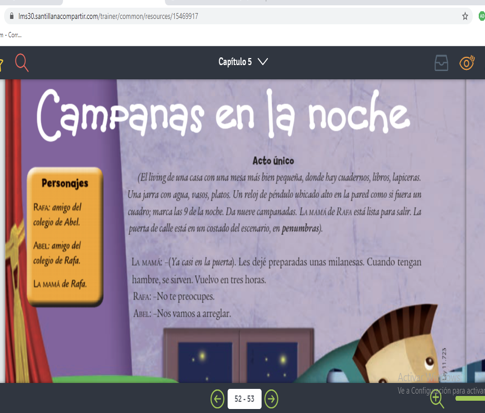 lms30.santillanacompartir.com/trainer/common/resources/15469917
Capítulo 5
Campanas en la noche
Acto único
Personajes
RAFA: amigo del
colegio de Abel.
ABEL: amigo del
colegio de Rafa.
LA MAMÁ de Rafa.
(El living de una casa con una mesa más bien pequeña, donde hay cuadernos, libros, lapiceras.
Una jarra con agua, vasos, platos. Un reloj de péndulo ubicado alto en la pared como si fuera un
cuadro; marca las 9 de la noche. Da nueve campanadas. LA MAMÁ de RAFA está lista para salir. La
puerta de calle está en un costado del escenario, en penumbras).
LA MAMÁ: –(Ya casi en la puerta). Les dejé preparadas unas milanesas. Cuando tengan
hambre, se sirven. Vuelvo en tres horas.
RAFA: –No te preocupes.
ABEL: –Nos vamos a arreglar.
Ley 11.723
Ve a Configuración para activar
52 - 53